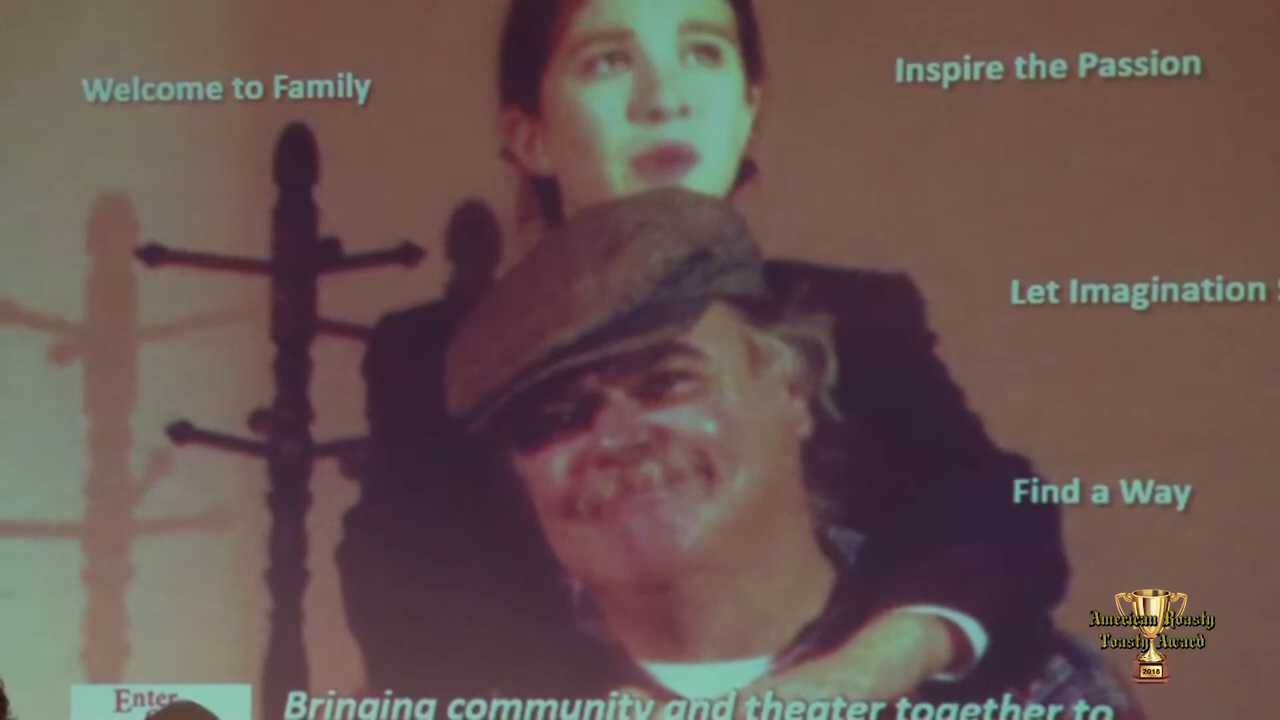 Welcome to Family
Inspire the Passion
Let Imagination
Find a Way
American Roasty
Toasty Award
2018
Enter
Bringing community and theater together to